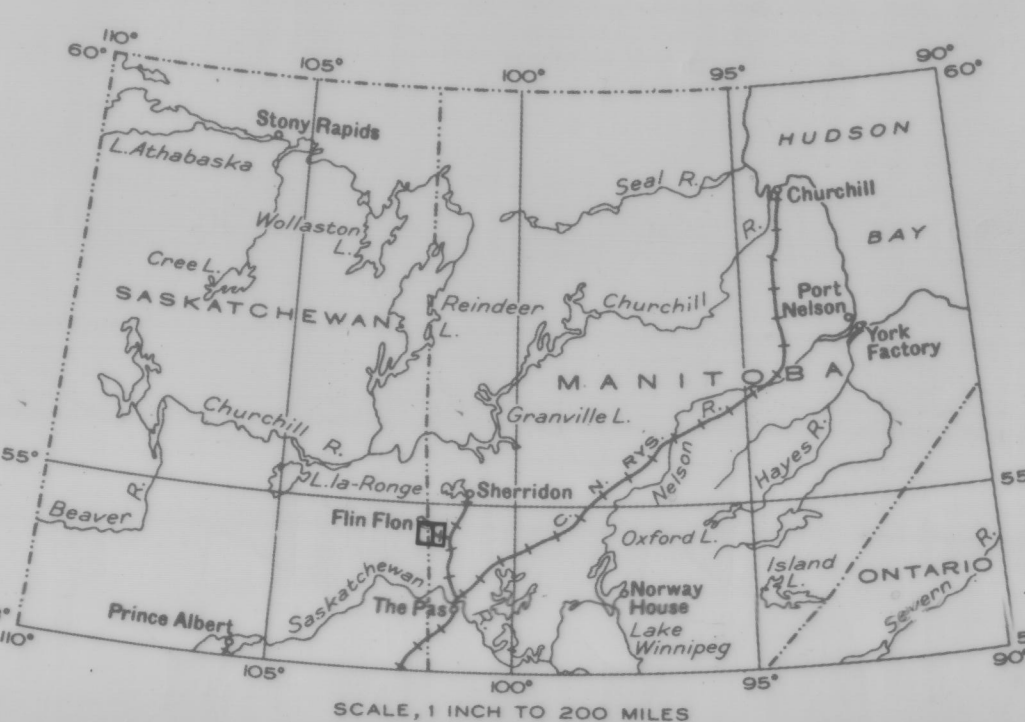 110°
60°
105°
100°
95°
90°
60°
HUDSON
BAY
Stony Rapids
L. Athabaska
Seal R.
Churchill
Wollaston
L.
R.
Cree L.
SASKATCHEWAN
Reindeer
L.
Churchill
Port
Nelson
York
Factory
MANITOBA
Granville L.
Churchill
R.
R.
C. N. RYS.
Nelson
Hayes R.
55°
L. la-Ronge
Sherridon
55
Beaver
R.
Flin Flon
Oxford L.
Island
L.
ONTARIO
R.
Severn
Saskatchewan
The Pas
Norway
House
Lake
Winnipeg
Prince Albert
°
110°
105°
100°
95°
90°
SCALE, 1 INCH TO 200 MILES